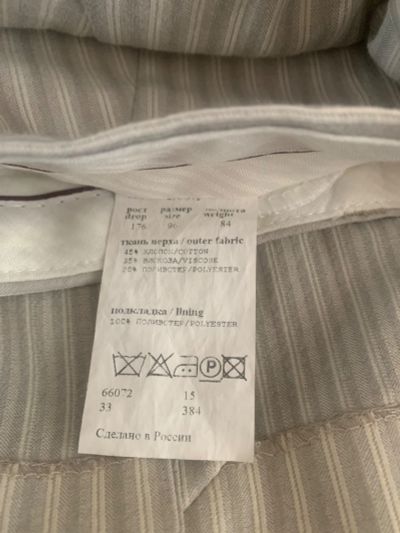 рост размер полнота
drop size weight
176 96 84
ткань верха / outer fabric
45% ХЛОПОК/COTTON
35% ВИСКОЗА/VISCOSE
20% ПОЛИЭСТЕР/POLYESTER
подкладка / lining
100% ПОЛИЭСТЕР/POLYESTER
P
66072 15
33 384
Сделано в России